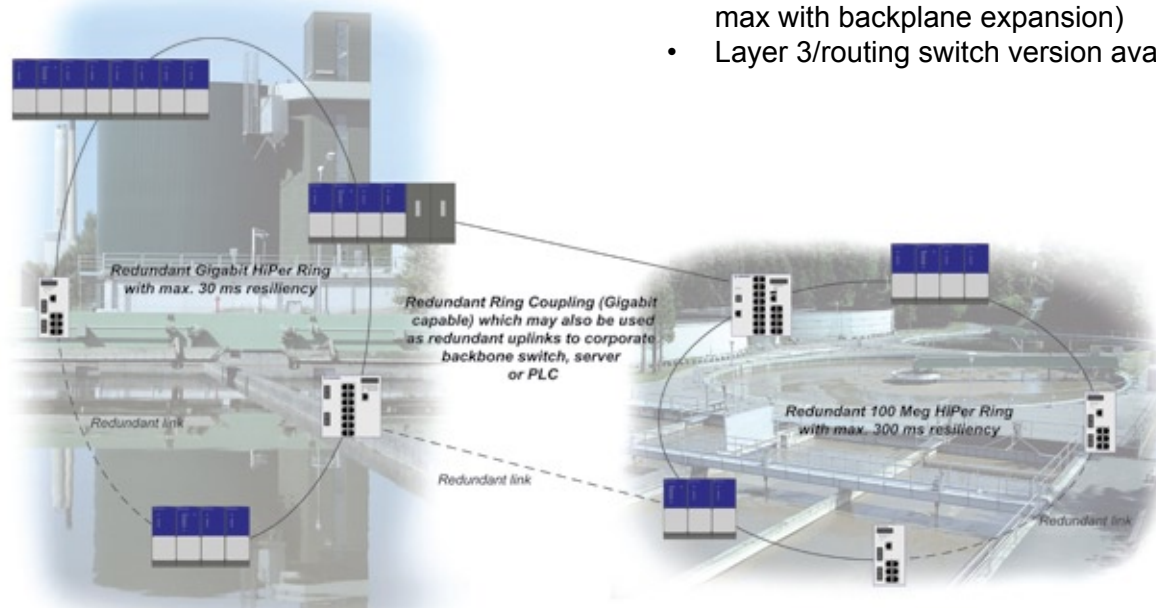 max with backplane expansion)
• Layer 3/routing switch version ava
Redundant Gigabit HiPer Ring
with max. 30 ms resiliency
Redundant Ring Coupling (Gigabit
capable) which may also be used
as redundant uplinks to corporate
backbone switch, server
or PLC
Redundant link
Redundant link
Redundant 100 Meg HiPer Ring
with max. 300 ms resiliency
Redundant link